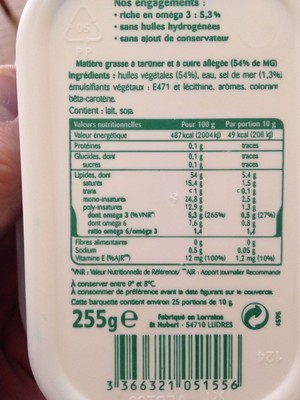 Nos engagements :
• riche en oméga 3 : 5,3 %
• sans huiles hydrogénées
• sans ajout de conservateur
Matière grasse à tartiner et à cuire allégée (54% de MG)
Ingrédients : huiles végétales (54%), eau, sel de mer (1,3%)
émulsifiants végétaux : E471 et lécithine, arômes, colorant
bêta-carotène.
Contient : lait, soja
Valeurs nutritionnelles Pour 100 g Par portion 10 g
Valeur énergétique 487 kcal (2004 kJ) 49 kcal (200 kJ)
Protéines 0,1 g traces
Glucides, dont 0,1 g traces
sucres 0,1 g traces
Lipides, dont 54 g 5,4 g
saturés 15,4 g 1,5 g
trans < 1 g < 0,1 g
mono-insaturés 24,8 g 2,5 g
poly-insaturés 12,9 g 1,3 g
dont oméga 3 (% VNR*) 5,3 g (265%) 0,5 g (27%)
dont oméga 6 7,6 g 0,8 g
ratio oméga 6/oméga 3 1,4 1,4
Fibres alimentaires 0 g 0 g
Sodium 0,5 g 0,05 g
Vitamine E (%AJR**) 12 mg (100%) 1,2 mg (10%)
*VNR : Valeur Nutritionnelle de Référence/ **AJR : Apport Journalier Recommandé
À conserver entre 0° et 8°C.
À consommer de préférence avant la date figurant sur le couvercle.
Cette barquette contient environ 25 portions de 10 g.
255g e
Fabriqué en Lorraine
St Hubert - 54710 LUDRES
3 366321 051556